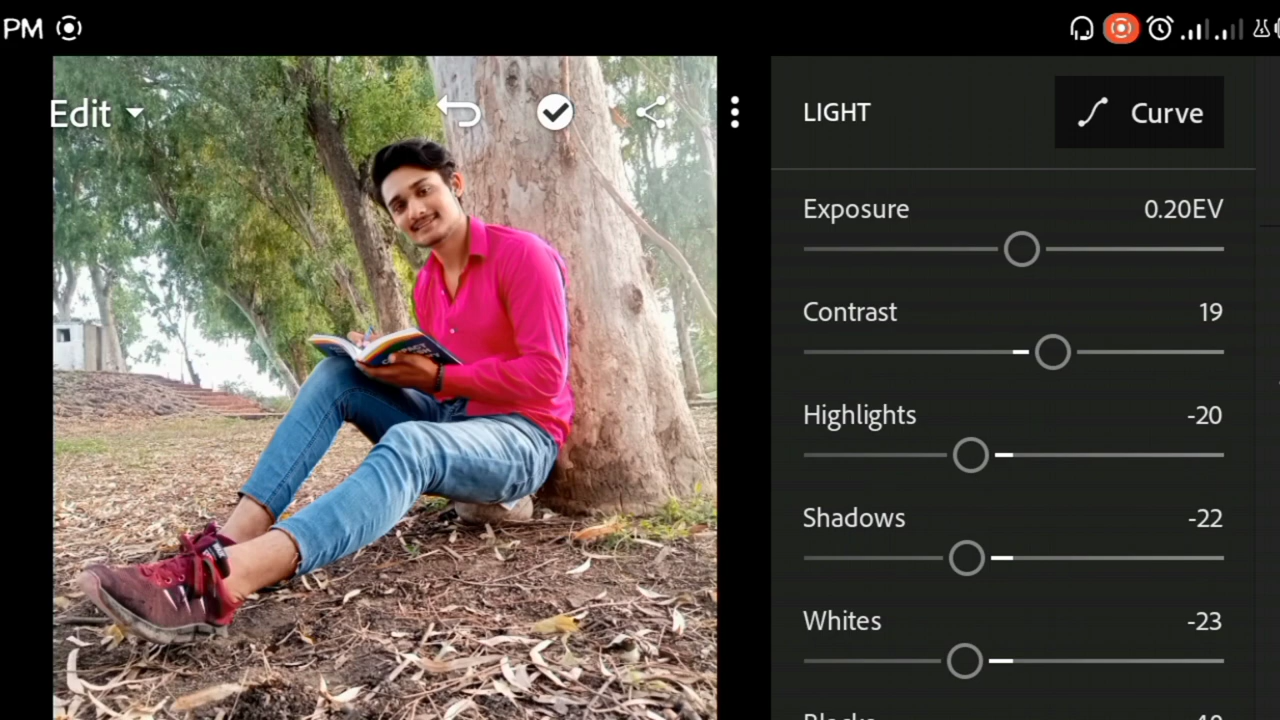 PM
Edit
LIGHT
Curve
Exposure 0.20EV
Contrast 19
Highlights -20
Shadows -22
Whites -23